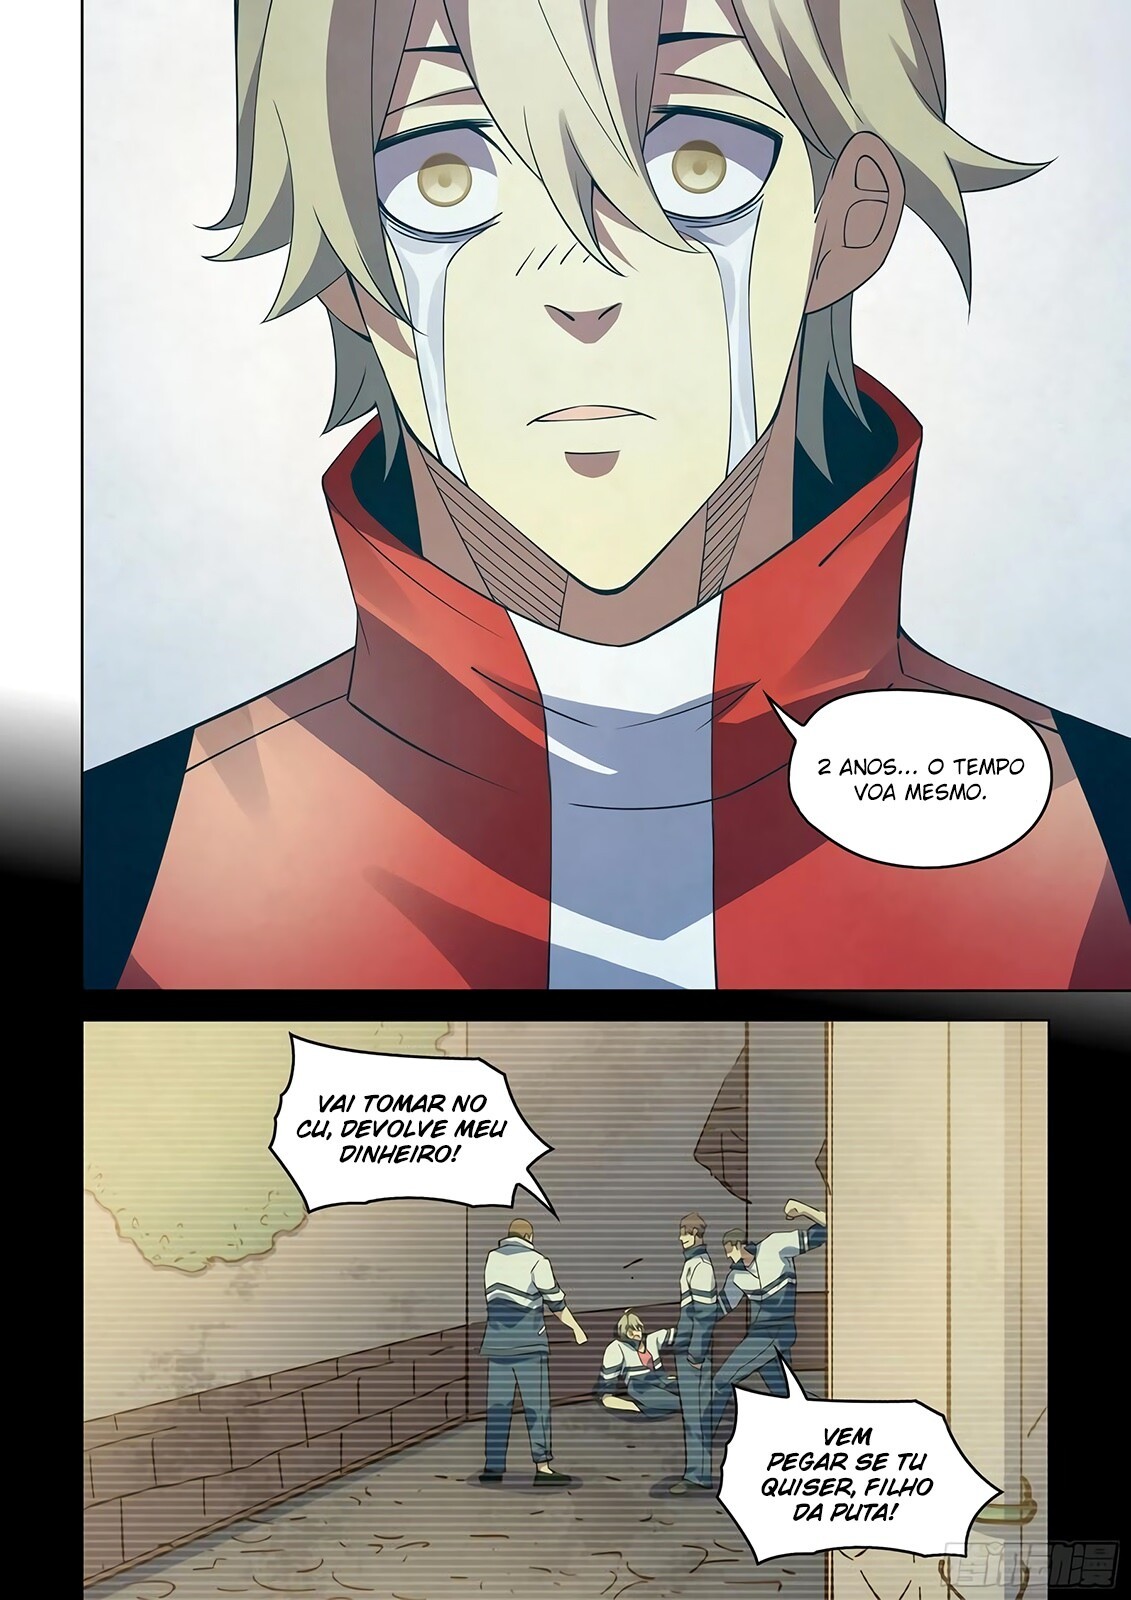 2 ANOS... O TEMPO
VOA MESMO.
VAI TOMAR NO
CU, DEVOLVE MEU
DINHEIRO!
VEM
PEGAR SE TU
QUISER, FILHO
DA PUTA!